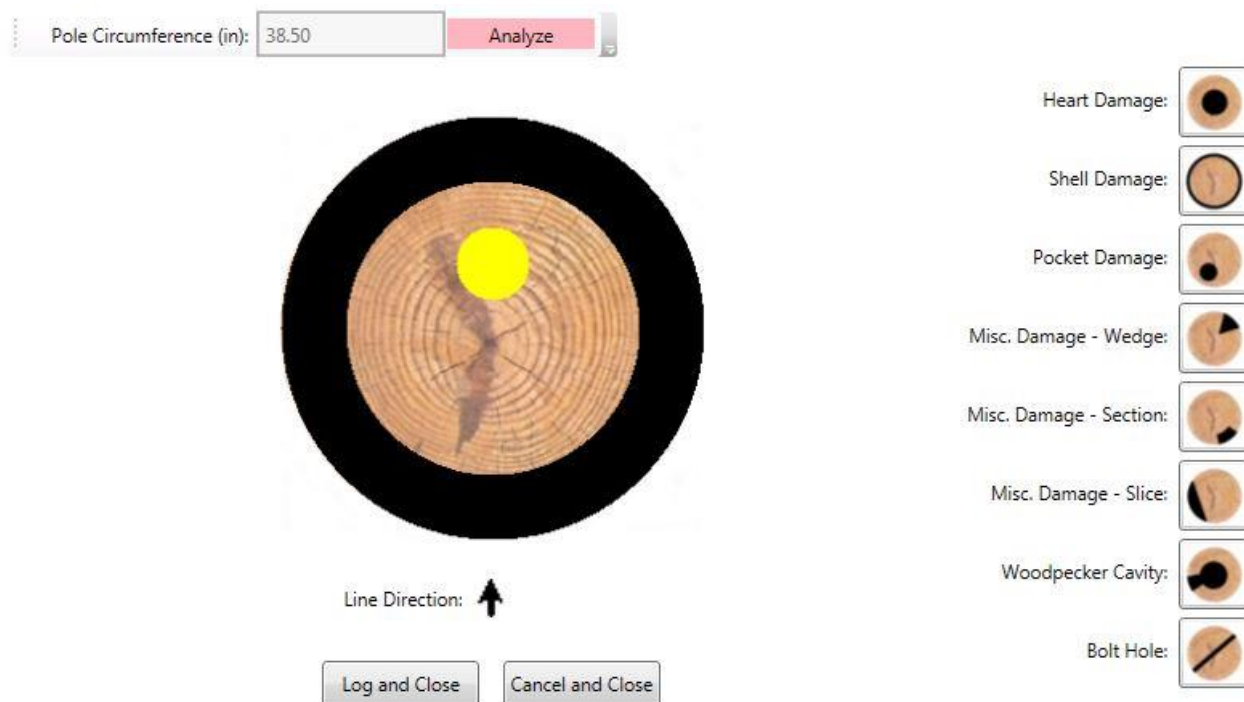 Pole Circumference (in): 38.50 Analyze
Heart Damage:
Shell Damage:
Pocket Damage:
Misc. Damage - Wedge:
Misc. Damage - Section:
Misc. Damage - Slice:
Woodpecker Cavity:
Line Direction:
Bolt Hole:
Log and Close Cancel and Close